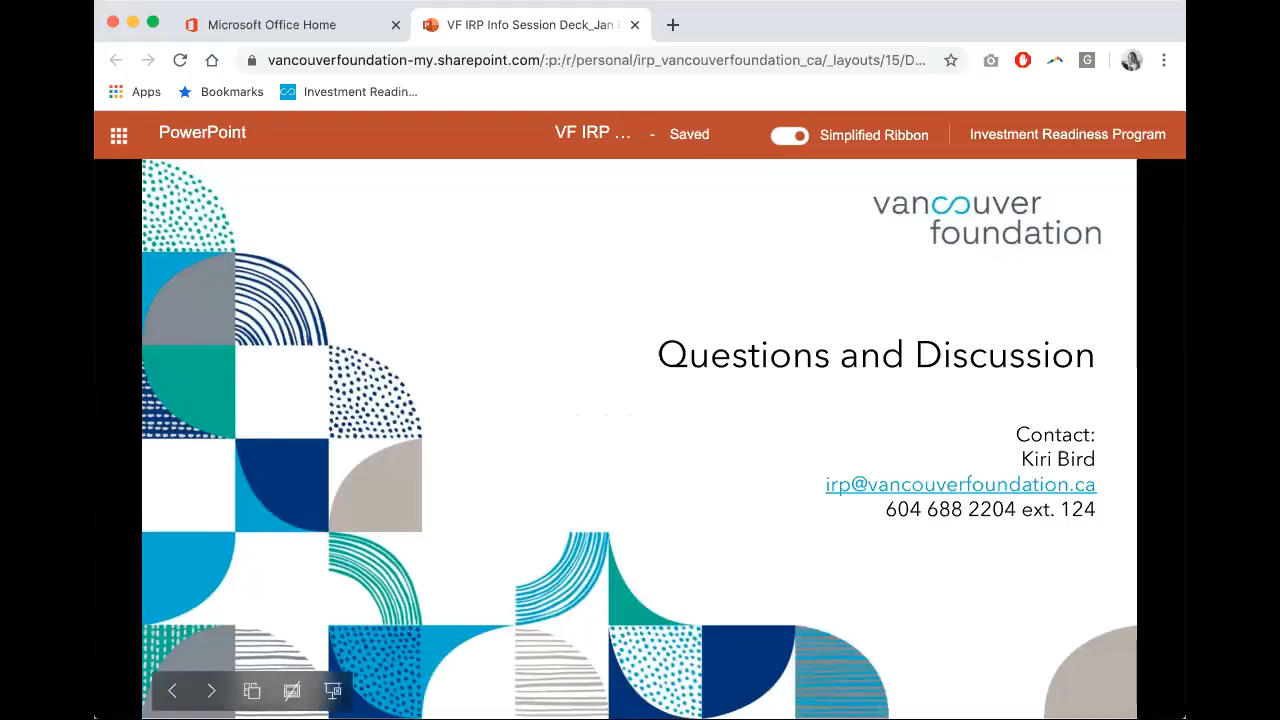 Microsoft Office Home
VF IRP Info Session Deck_Jan
vancouverfoundation-my.sharepoint.com/:p:/r/personal/irp_vancouverfoundation_ca/_layouts/15/D...
Apps
Bookmarks
Investment Readin...
G
PowerPoint
VF IRP ... - Saved
Simplified Ribbon
Investment Readiness Program
vancouver
foundation
Questions and Discussion
Contact:
Kiri Bird
irp@vancouverfoundation.ca
604 688 2204 ext. 124